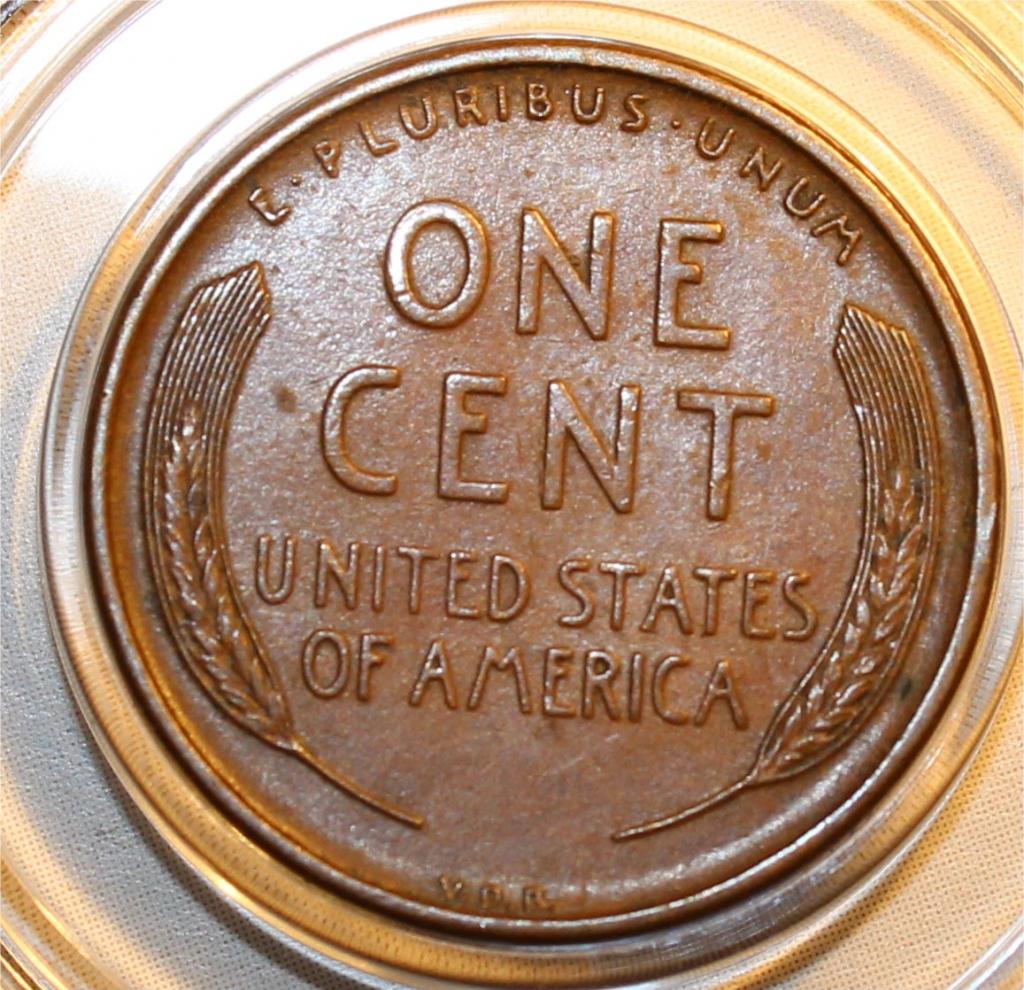 E · PLURIBUS · UNUM
ONE
CENT
UNITED STATES
OF AMERICA
V.D.B.